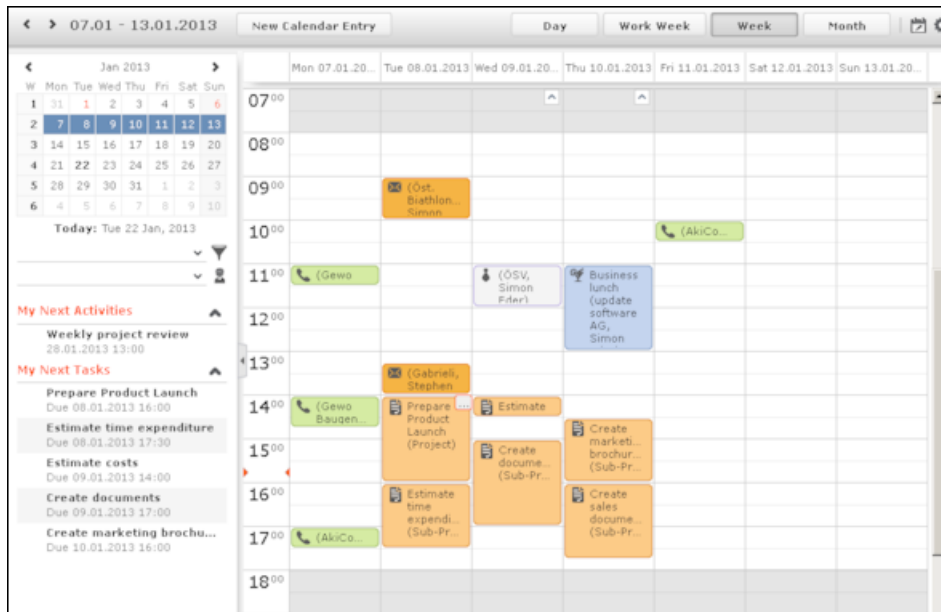 07.01 - 13.01.2013 New Calendar Entry Day Work Week Week Month
Jan 2013
W Mon Tue Wed Thu Fri Sat Sun
1 31 1 2 3 4 5 6
2 7 8 9 10 11 12 13
3 14 15 16 17 18 19 20
4 21 22 23 24 25 26 27
5 28 29 30 31 1 2 3
6 4 5 6 7 8 9 10
Today: Tue 22 Jan, 2013
My Next Activities
Weekly project review
28.01.2013 13:00
My Next Tasks
Prepare Product Launch
Due 08.01.2013 16:00
Estimate time expenditure
Due 08.01.2013 17:30
Estimate costs
Due 09.01.2013 14:00
Create documents
Due 09.01.2013 17:00
Create marketing brochu...
Due 10.01.2013 16:00
Mon 07.01.20... Tue 08.01.2013 Wed 09.01.20... Thu 10.01.2013 Fri 11.01.2013 Sat 12.01.2013 Sun 13.01.20...
07 00
08 00
09 00
(Öst.
Biathlon...
Simon
10 00
(AkiCo...
11 00
(Gewo
(ÖSV,
Simon
Eder)
Business
lunch
(update
software
AG,
Simon
12 00
13 00
(Gabrieli,
Stephen
14 00
(Gewo
Baugen...
Prepare
Product
Launch
(Project)
...
Estimate
Create
marketi...
brochur...
(Sub-Pr...
15 00
Create
docume...
(Sub-Pr...
16 00
Estimate
time
expendi...
(Sub-Pr...
Create
sales
docume...
(Sub-Pr...
17 00
(AkiCo...
18 00